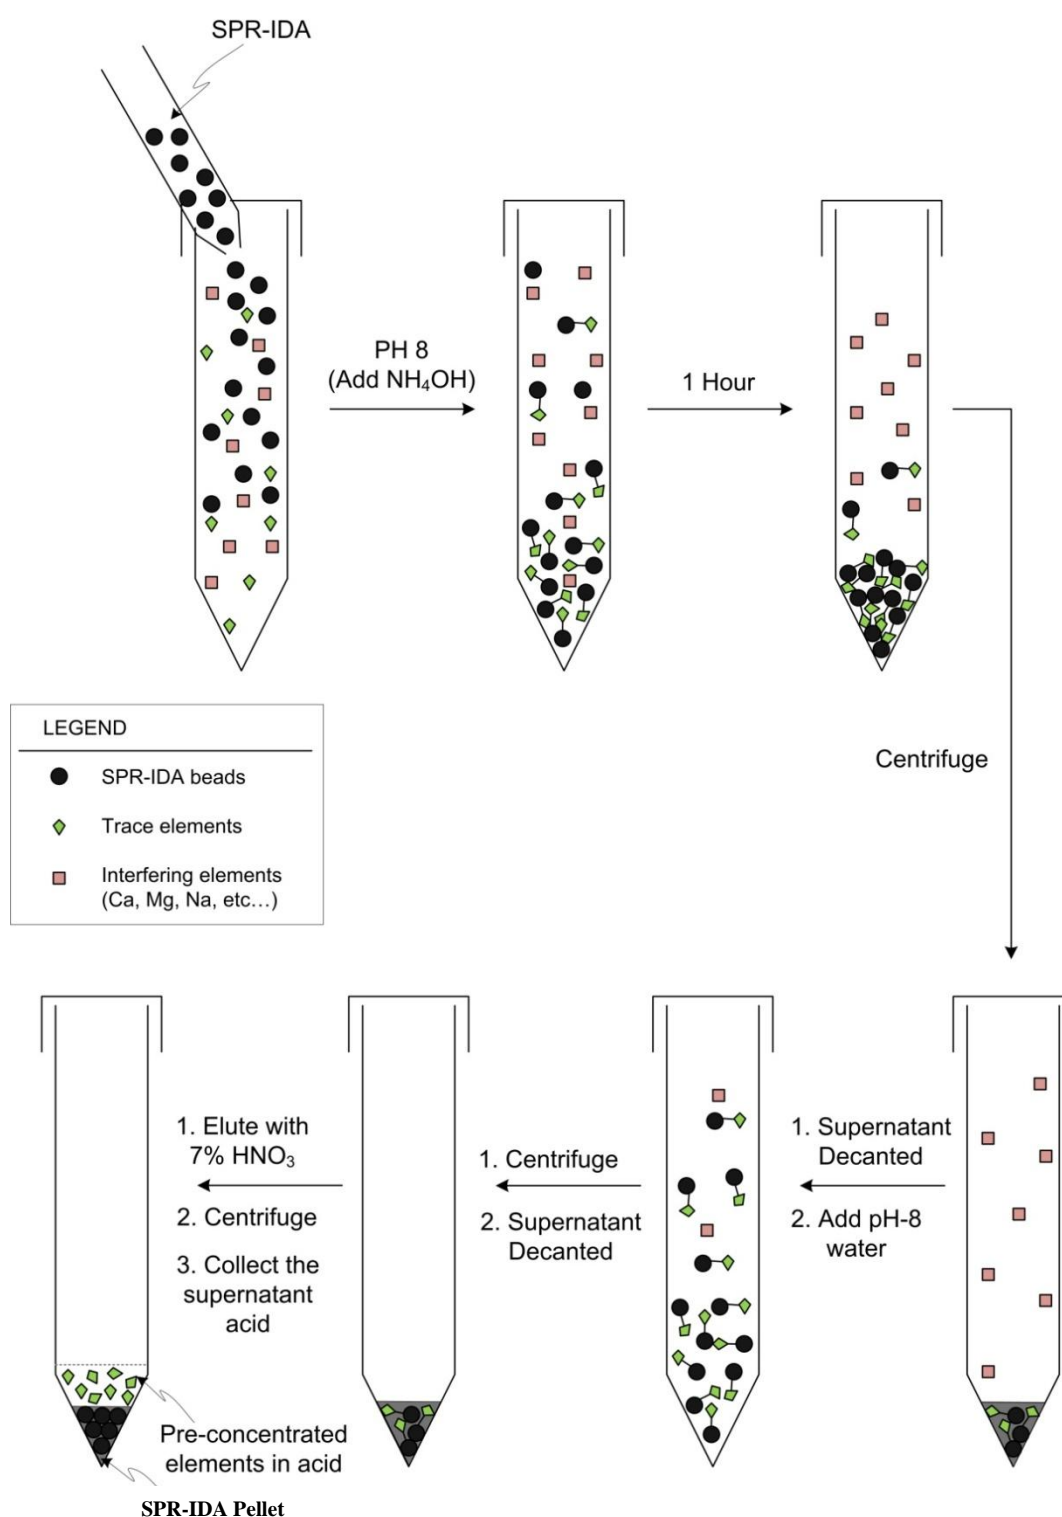 SPR-IDA
PH 8
(Add NH₄OH)
1 Hour
LEGEND
SPR-IDA beads
Trace elements
Interfering elements
(Ca, Mg, Na, etc...)
Centrifuge
1. Supernatant
Decanted
2. Add pH-8
water
1. Centrifuge
2. Supernatant
Decanted
1. Elute with
7% HNO₃
2. Centrifuge
3. Collect the
supernatant
acid
Pre-concentrated
elements in acid
SPR-IDA Pellet